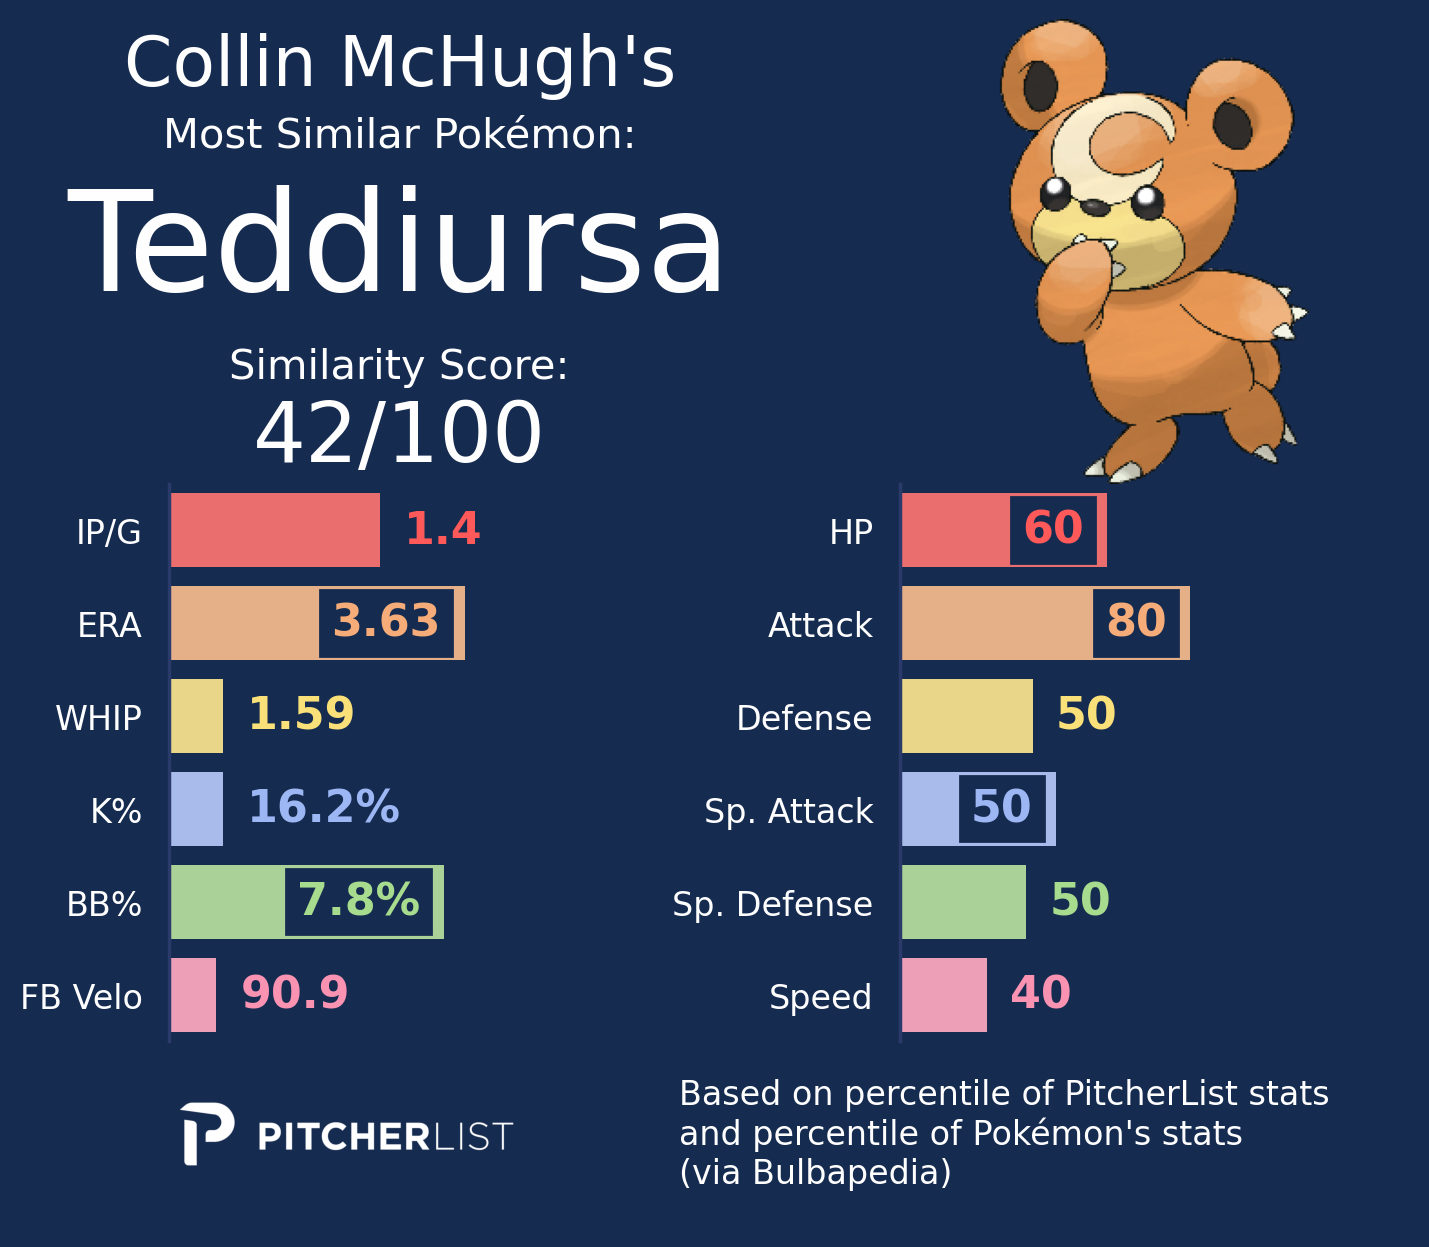 Collin McHugh's
Most Similar Pokémon:
Teddiursa
Similarity Score:
42/100
IP/G 1.4
ERA 3.63
WHIP 1.59
K% 16.2%
BB% 7.8%
FB Velo 90.9
HP 60
Attack 80
Defense 50
Sp. Attack 50
Sp. Defense 50
Speed 40
PITCHERLIST
Based on percentile of PitcherList stats
and percentile of Pokémon's stats
(via Bulbapedia)